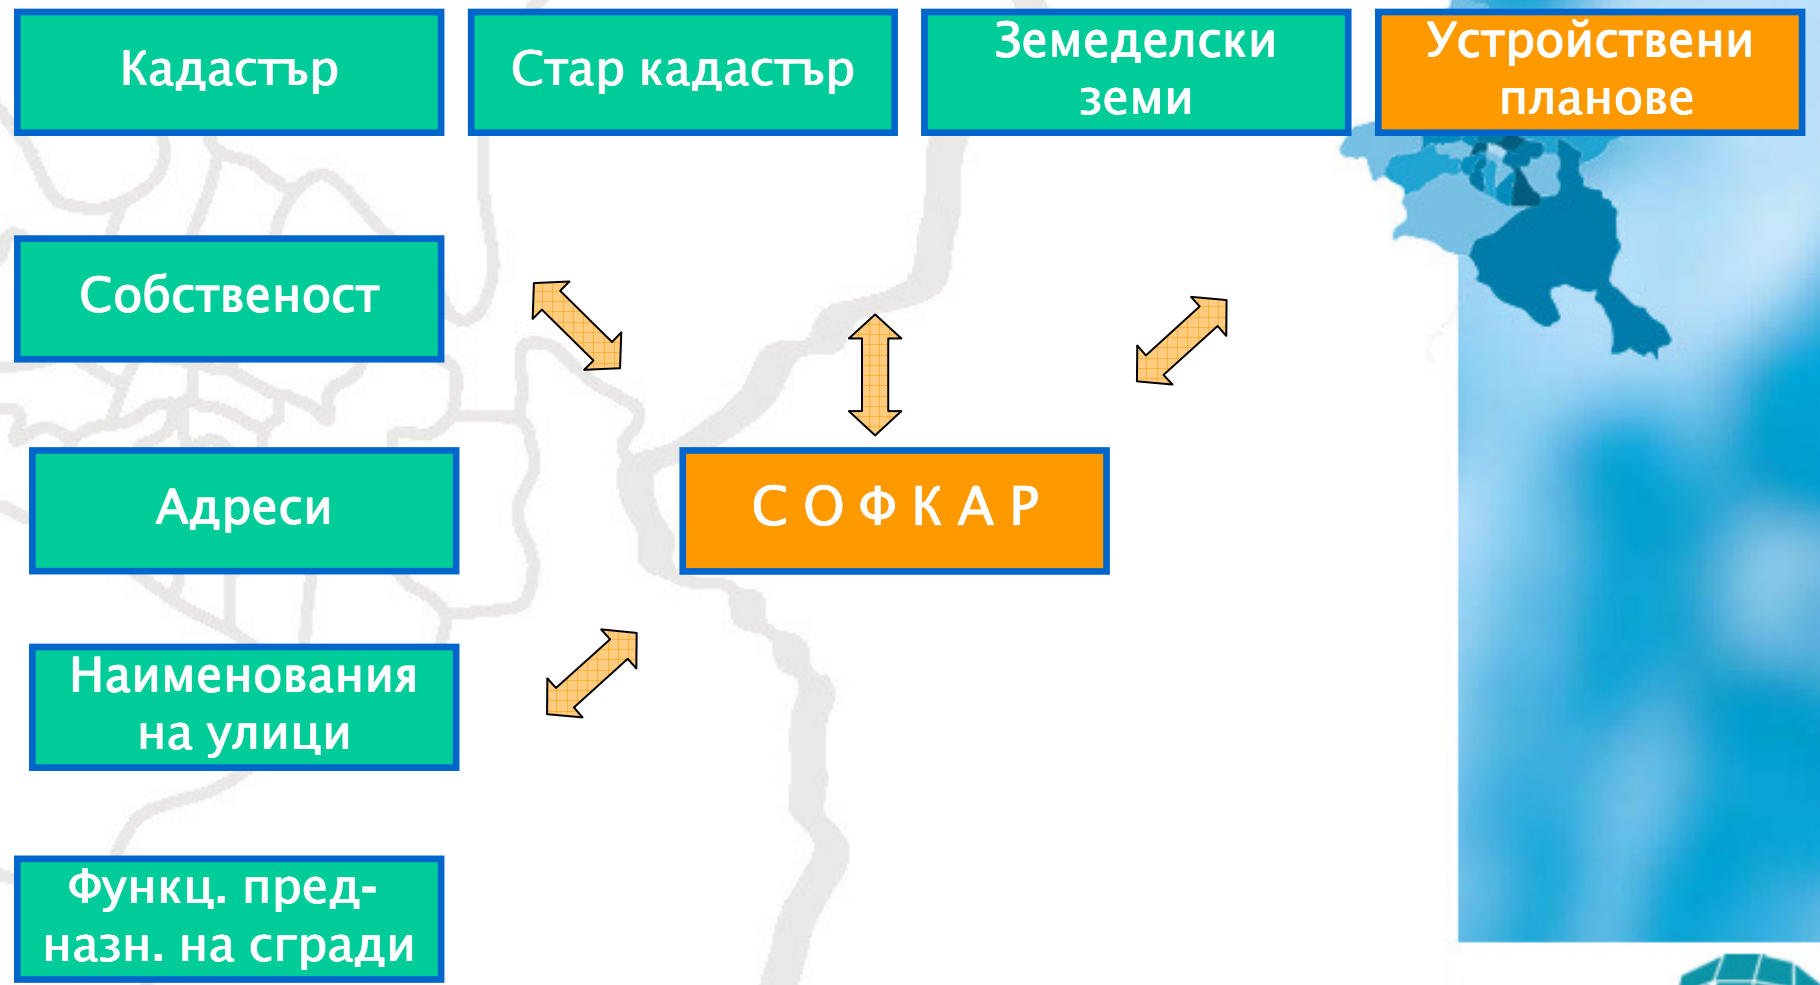 Кадастър
Стар кадастър
Земеделски
земи
Устройствени
планове
Собственост
Адреси
С О Ф К А Р
Наименования
на улици
Функц. пред-
назн. на сгради